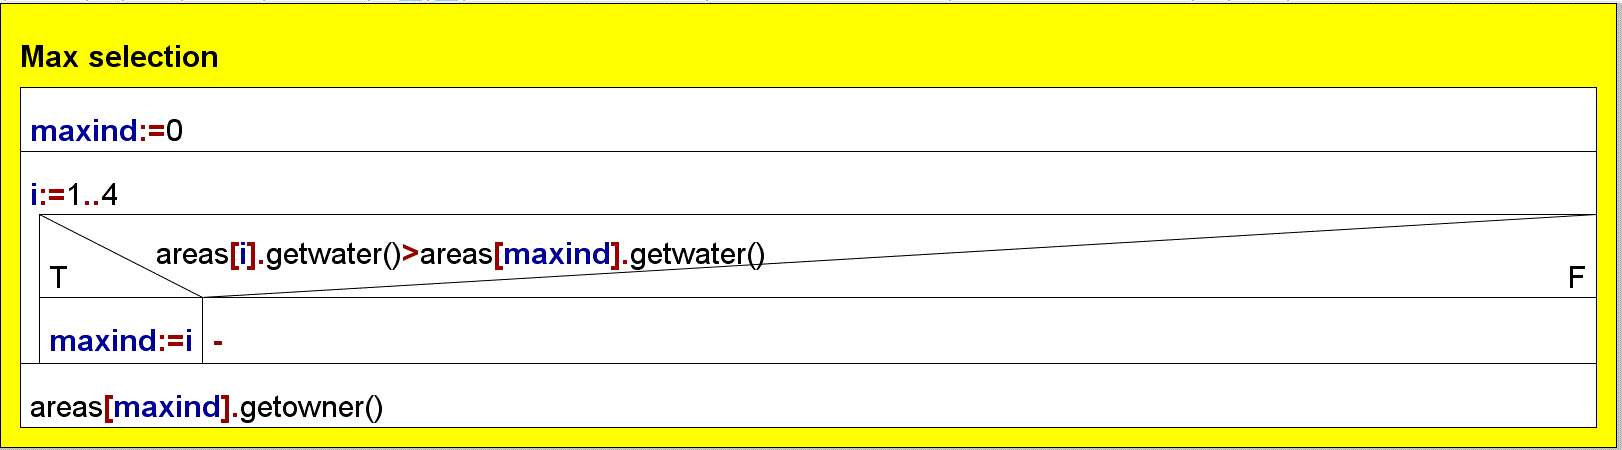 Max selection
maxind:=0
i:=1..4
areas[i].getwater()>areas[maxind].getwater()
T
F
maxind:=i
-
areas[maxind].getowner()